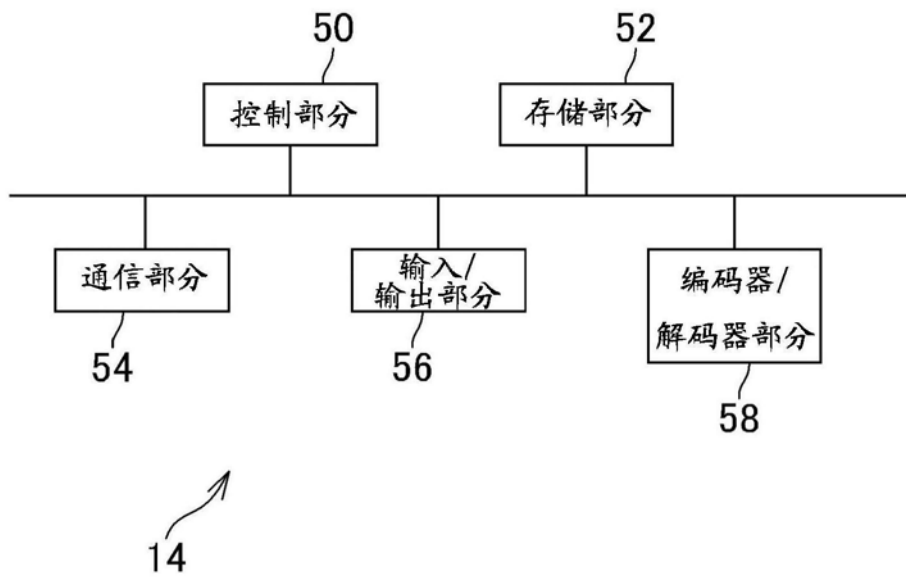 50
52
控制部分
存储部分
通信部分
输入/
输出部分
编码器/
解码器部分
54
56
58
14